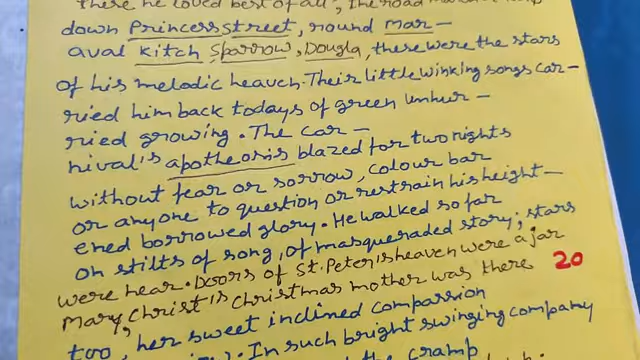 there he loved best of all, the road
down Princess street, round mar-
aval kitch Sparrow, Dougla, these were the stars
of his melodic heaven. Their little winking songs car-
ried him back to days of green unhur-
ried growing. The car-
nival's apotheosis blazed for two nights
without fear or sorrow, colour bar
or anyone to question or restrain his height-
ened borrowed glory. He walked so far
on stilts of song, of masqueraded story; stars
were near. Doors of St. Peter's heaven were ajar
Mary, Christ's Christmas mother was there 20
too, her sweet inclined compassion
In such bright swinging company
the cramp